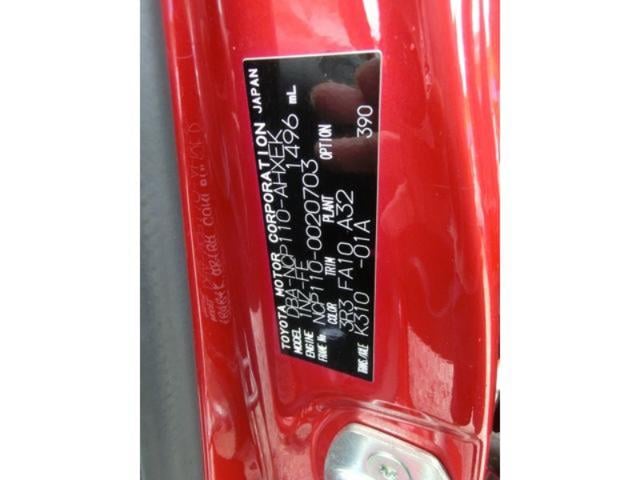 TOYOTA MOTOR CORPORATION JAPAN
MODEL DBA-NCP110-AHXEK
ENGINE 1NZ-FE 1496 mL
FRAME No. NCP110-0020703
COLOR TRIM PLANT OPTION
3R3 FA10 A32 390
TRANS/AXLE K310 -01A